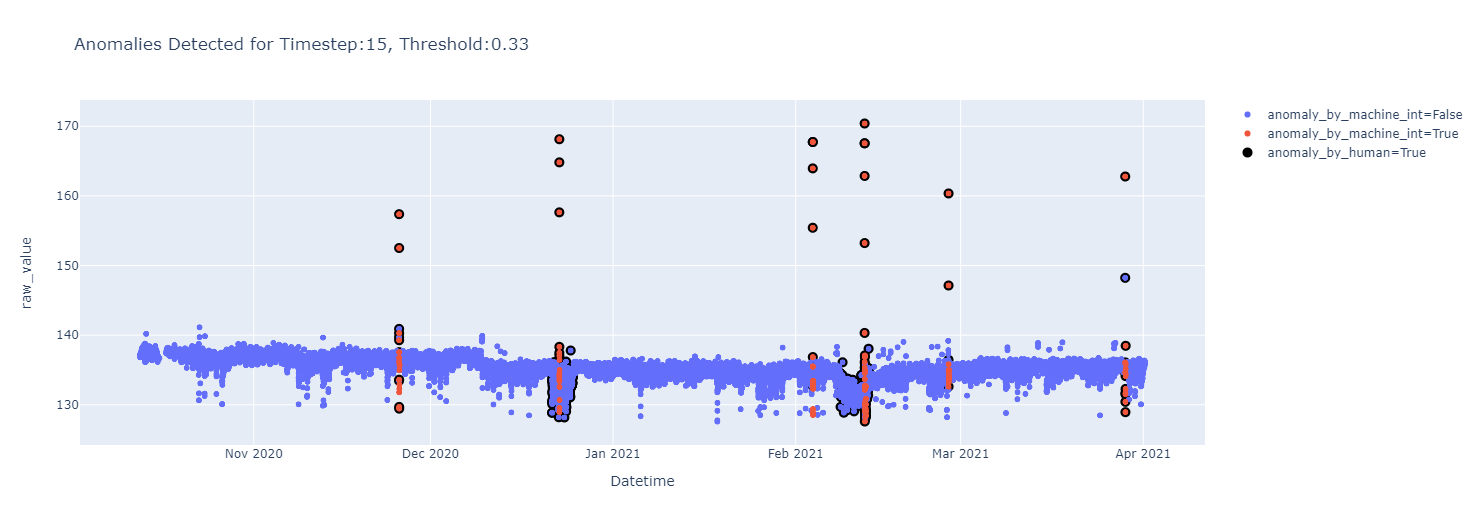 Anomalies Detected for Timestep:15, Threshold:0.33
anomaly_by_machine_int=False
anomaly_by_machine_int=True
anomaly_by_human=True
raw_value
170
160
150
140
130
Nov 2020
Dec 2020
Jan 2021
Feb 2021
Mar 2021
Apr 2021
Datetime